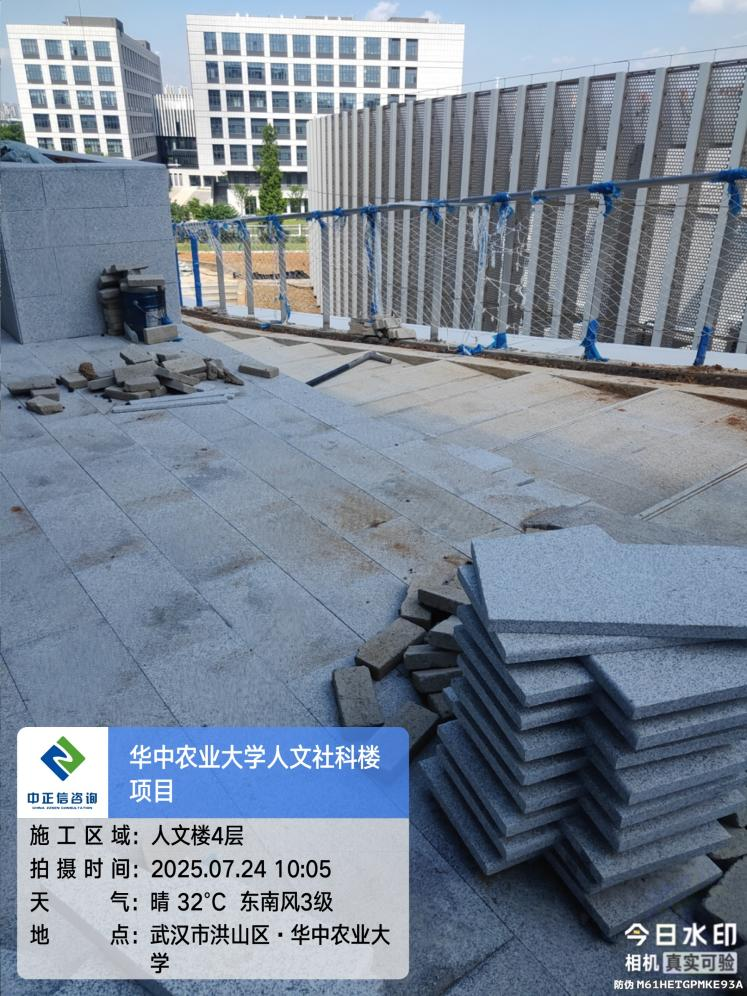 华中农业大学人文社科楼
项目
中正信咨询
CHINA ZENXIN CONSULTATION
施工区域：人文楼4层
拍摄时间：2025.07.24 10:05
天气：晴 32℃ 东南风3级
地点：武汉市洪山区·华中农业大
学
今日水印
相机 真实可验
防伪 M61HETGPMKE93A